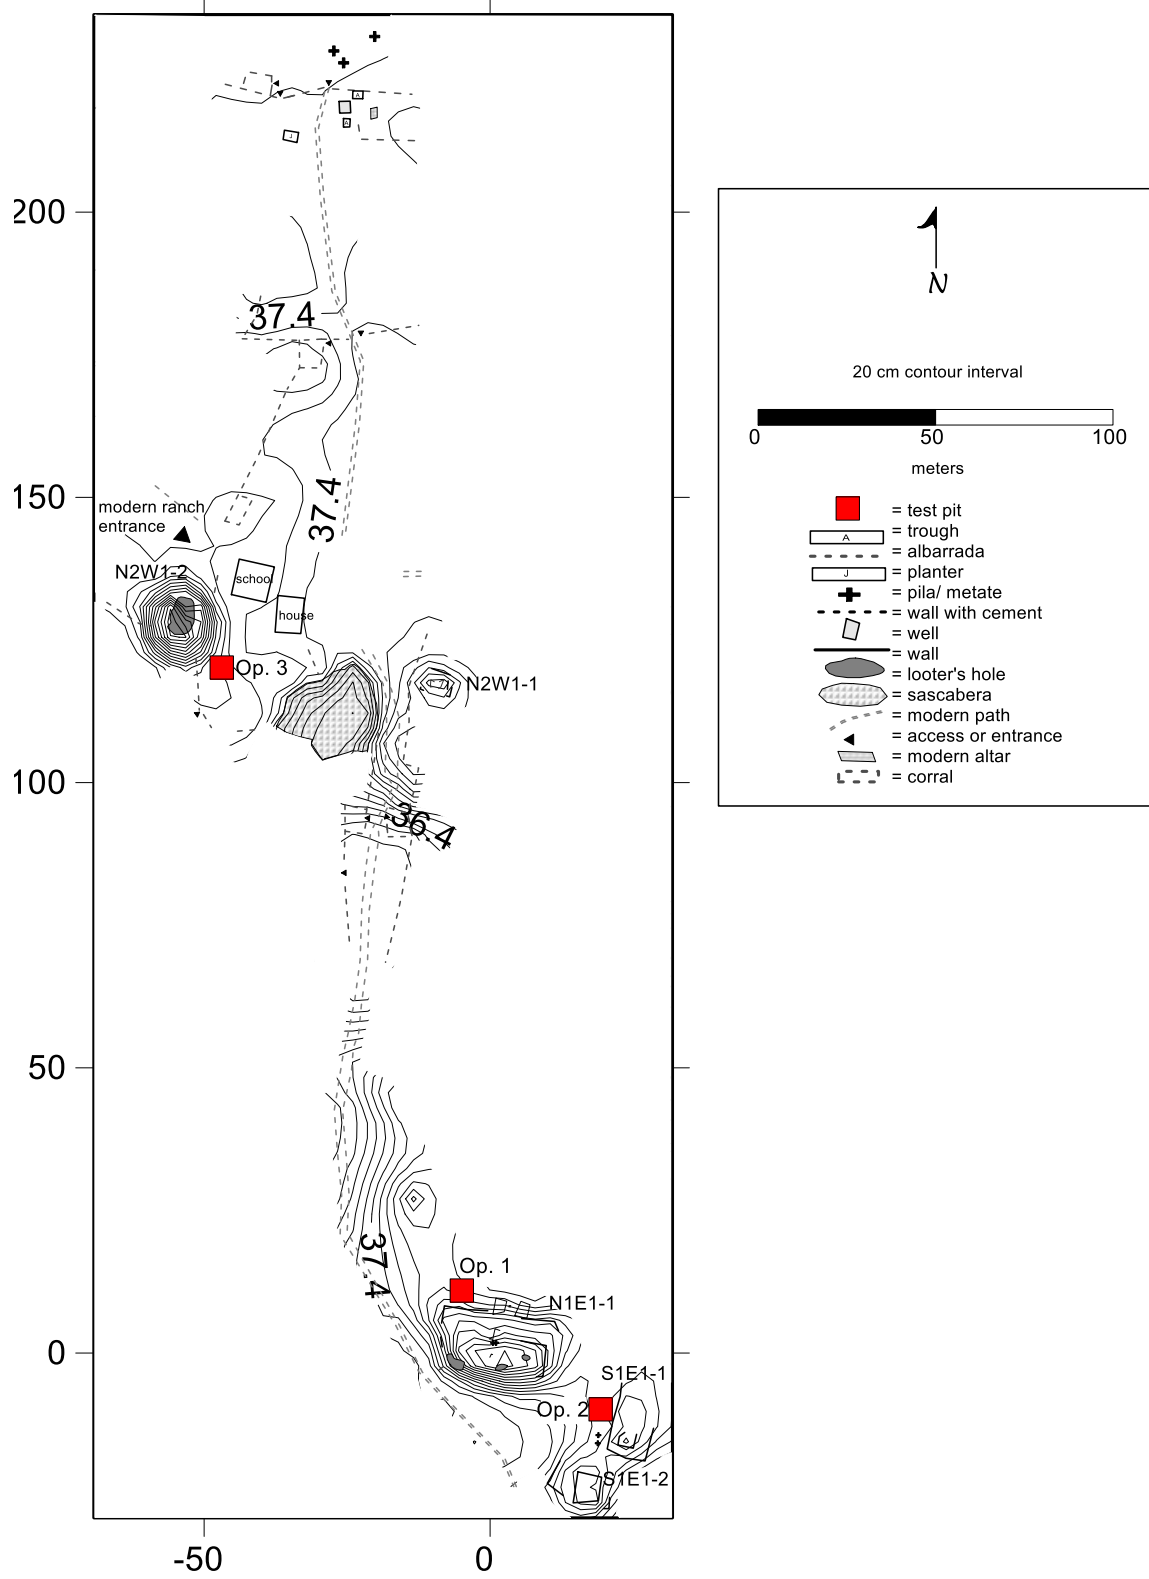 A
A
J
200
37.4
N
20 cm contour interval
0 50 100
meters
= test pit
A = trough
= albarrada
J = planter
= pila/ metate
= wall with cement
= well
= wall
= looter's hole
= sascabera
= modern path
= access or entrance
= modern altar
= corral
150
37.4
modern ranch
entrance
N2W1-2
school
house
Op. 3
N2W1-1
100
36.4
50
37.4
Op. 1
N1E1-1
0
S1E1-1
Op. 2
S1E1-2
-50 0